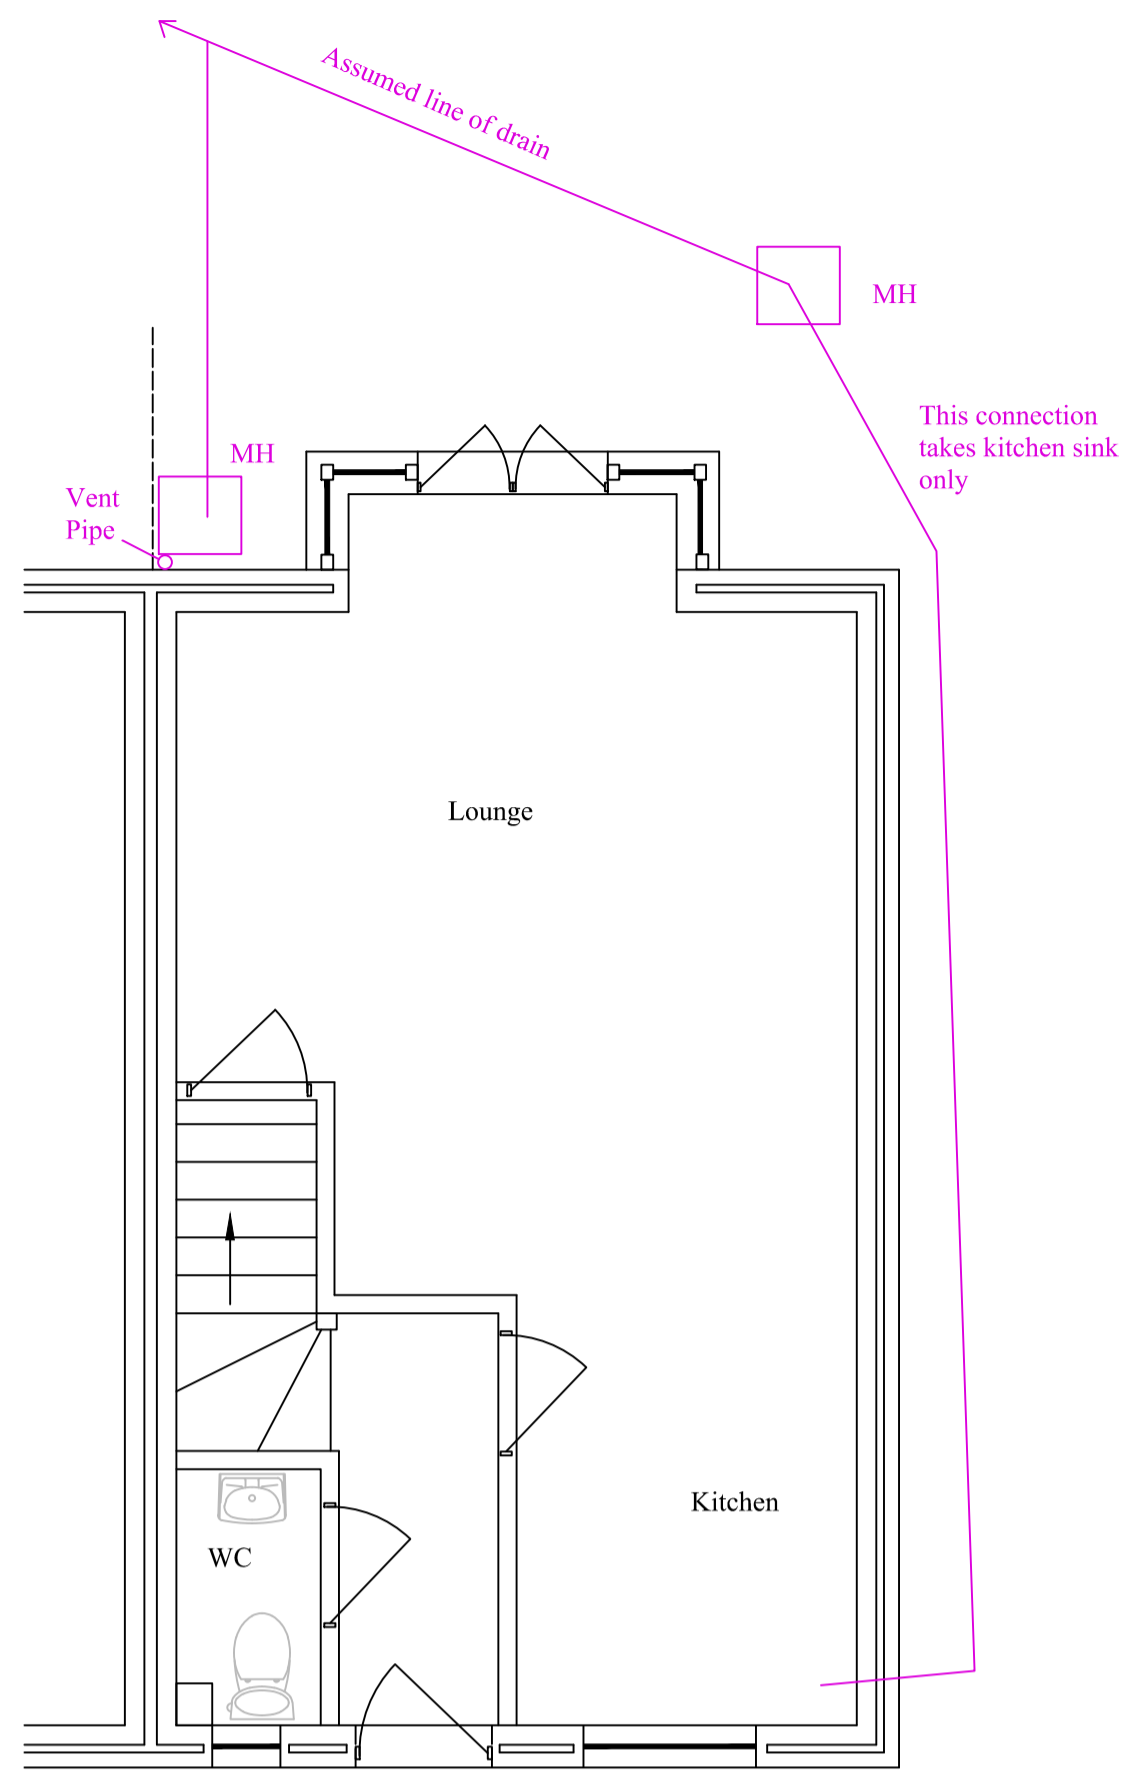 Assumed line of drain
MH
This connection
takes kitchen sink
only
MH
Vent
Pipe
Lounge
Kitchen
WC